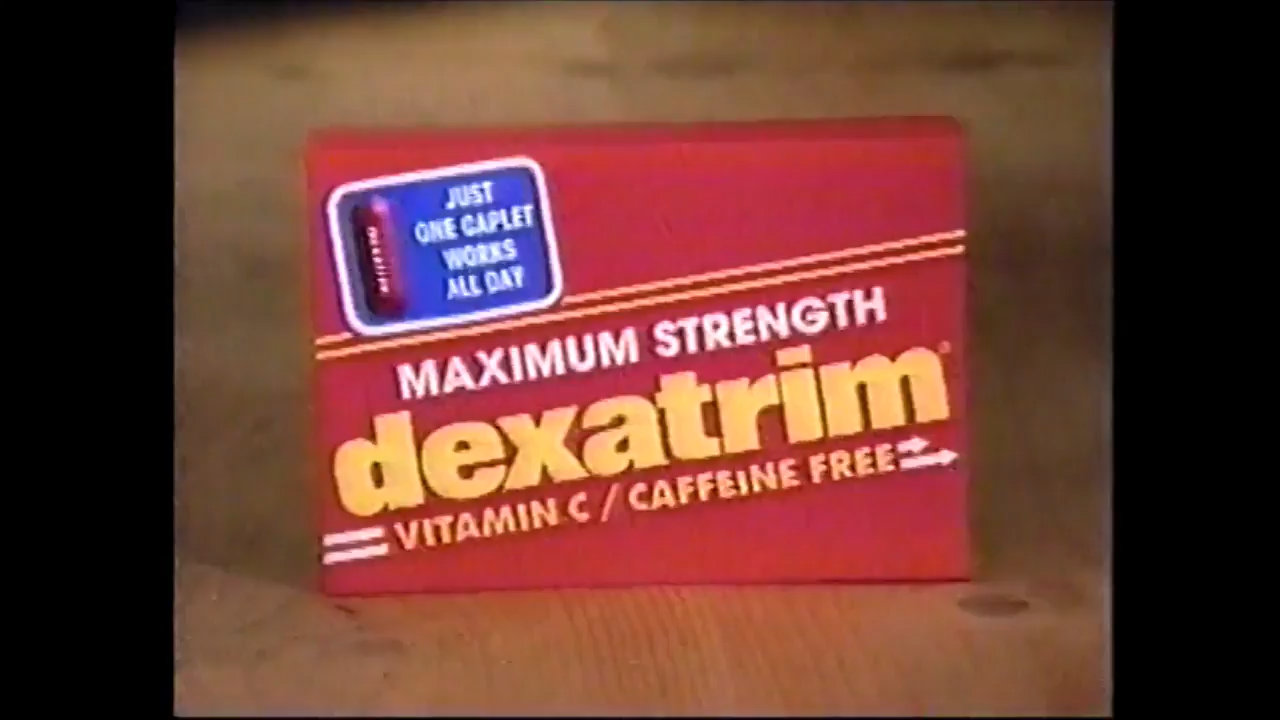 JUST
ONE CAPLET
WORKS
ALL DAY
MAXIMUM STRENGTH
dexatrim
VITAMIN C / CAFFEINE FREE